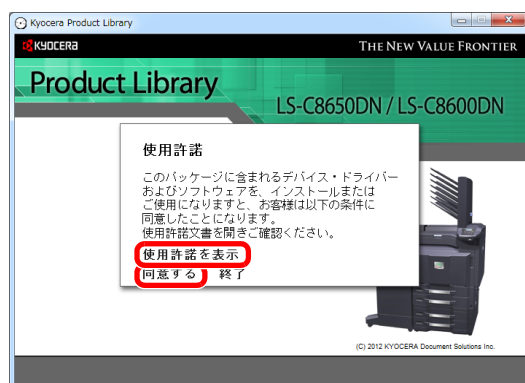 Kyocera Product Library
KYOCERA
THE NEW VALUE FRONTIER
Product Library
LS-C8650DN / LS-C8600DN
使用許諾
このパッケージに含まれるデバイス・ドライバー
およびソフトウェアを、インストールまたは
ご使用になりますと、お客様は以下の条件に
同意したことになります。
使用許諾文書を開きご確認ください。
使用許諾を表示
同意する 終了
(C) 2012 KYOCERA Document Solutions Inc.